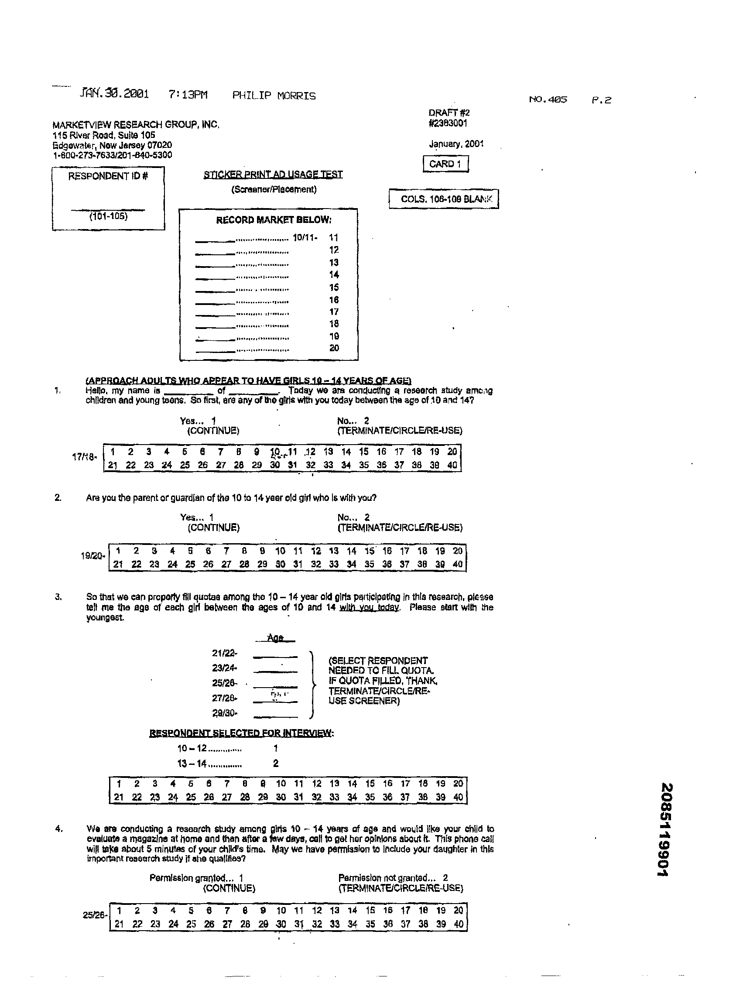 JAN.30.2001 7:13PM PHILIP MORRIS NO.405 P.2
DRAFT #2
#2383001
MARKETVIEW RESEARCH GROUP, INC.
115 River Road, Suite 105
Edgewater, New Jersey 07020
1-800-273-7633/201-840-5300
January, 2001
CARD 1
RESPONDENT ID #
(101-105)
STICKER PRINT AD USAGE TEST
(Screener/Placement)
COLS. 106-109 BLANK
RECORD MARKET BELOW:
10/11- 11
12
13
14
15
16
17
18
19
20
(APPROACH ADULTS WHO APPEAR TO HAVE GIRLS 10 – 14 YEARS OF AGE)
1. Hello, my name is ________ of ________. Today we are conducting a research study among
children and young teens. So first, are any of the girls with you today between the age of 10 and 14?
Yes... 1 No... 2
(CONTINUE) (TERMINATE/CIRCLE/RE-USE)
17/18- 1 2 3 4 5 6 7 8 9 10 11 12 13 14 15 16 17 18 19 20
21 22 23 24 25 26 27 28 29 30 31 32 33 34 35 36 37 38 39 40
2. Are you the parent or guardian of the 10 to 14 year old girl who is with you?
Yes... 1 No... 2
(CONTINUE) (TERMINATE/CIRCLE/RE-USE)
19/20- 1 2 3 4 5 6 7 8 9 10 11 12 13 14 15 16 17 18 19 20
21 22 23 24 25 26 27 28 29 30 31 32 33 34 35 36 37 38 39 40
3. So that we can properly fill quotas among the 10 – 14 year old girls participating in this research, please
tell me the age of each girl between the ages of 10 and 14 with you today. Please start with the
youngest.
Age
21/22-
23/24-
25/26-
27/28-
29/30-
(SELECT RESPONDENT
NEEDED TO FILL QUOTA.
IF QUOTA FILLED, THANK,
TERMINATE/CIRCLE/RE-
USE SCREENER)
RESPONDENT SELECTED FOR INTERVIEW:
10 – 12............. 1
13 – 14.............. 2
1 2 3 4 5 6 7 8 9 10 11 12 13 14 15 16 17 18 19 20
21 22 23 24 25 26 27 28 29 30 31 32 33 34 35 36 37 38 39 40
4. We are conducting a research study among girls 10 – 14 years of age and would like your child to
evaluate a magazine at home and then after a few days, call to get her opinions about it. This phone call
will take about 5 minutes of your child's time. May we have permission to include your daughter in this
important research study if she qualifies?
Permission granted... 1 Permission not granted... 2
(CONTINUE) (TERMINATE/CIRCLE/RE-USE)
25/26- 1 2 3 4 5 6 7 8 9 10 11 12 13 14 15 16 17 18 19 20
21 22 23 24 25 26 27 28 29 30 31 32 33 34 35 36 37 38 39 40
2085119901